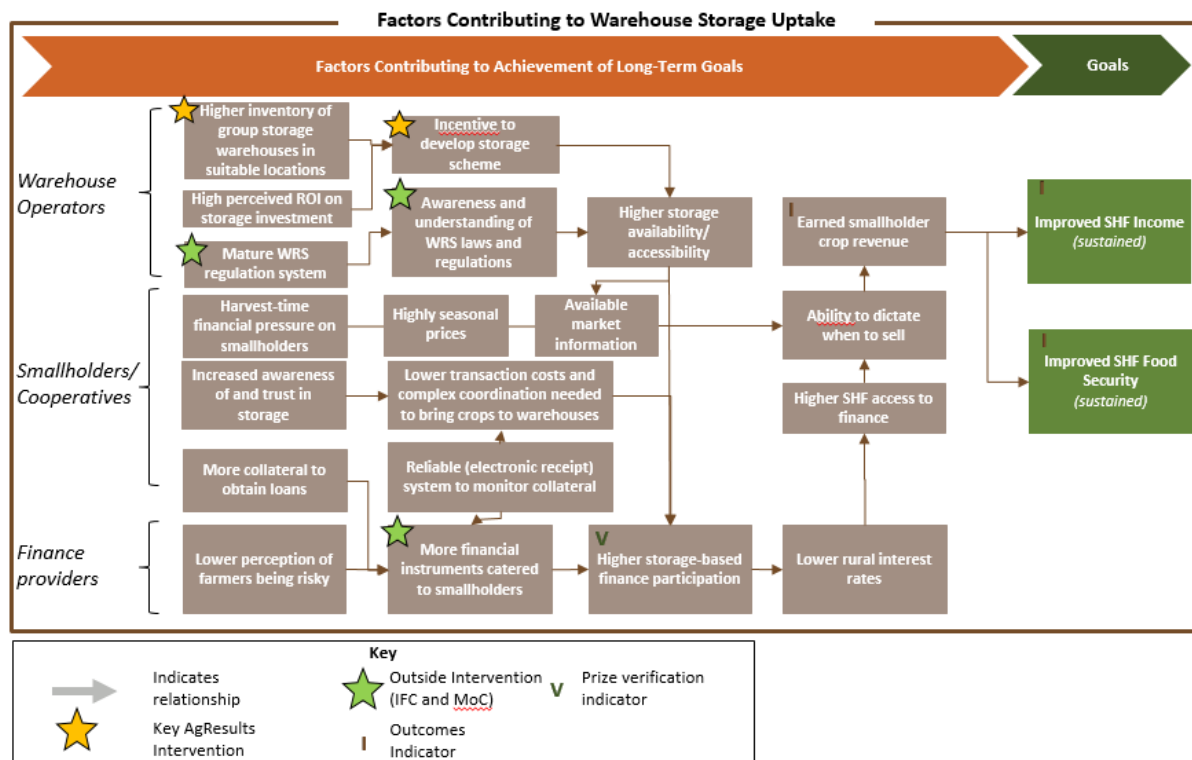 Factors Contributing to Warehouse Storage Uptake
Factors Contributing to Achievement of Long-Term Goals
Goals
Warehouse
Operators
Higher inventory of
group storage
warehouses in
suitable locations
Incentive to
develop storage
scheme
High perceived ROI on
storage investment
Awareness and
understanding of
WRS laws and
regulations
Mature WRS
regulation system
Higher storage
availability/
accessibility
I
Earned smallholder
crop revenue
I
Improved SHF Income
(sustained)
Smallholders/
Cooperatives
Harvest-time
financial pressure on
smallholders
Highly seasonal
prices
Available
market
information
Ability to dictate
when to sell
I
Improved SHF Food
Security
(sustained)
Increased awareness
of and trust in
storage
Lower transaction costs and
complex coordination needed
to bring crops to warehouses
Higher SHF access to
finance
More collateral to
obtain loans
Reliable (electronic receipt)
system to monitor collateral
Finance
providers
Lower perception of
farmers being risky
More financial
instruments catered
to smallholders
V
Higher storage-based
finance participation
Lower rural interest
rates
Key
Indicates
relationship
Outside Intervention
(IFC and MoC)
V
Prize verification
indicator
Key AgResults
Intervention
I
Outcomes
Indicator